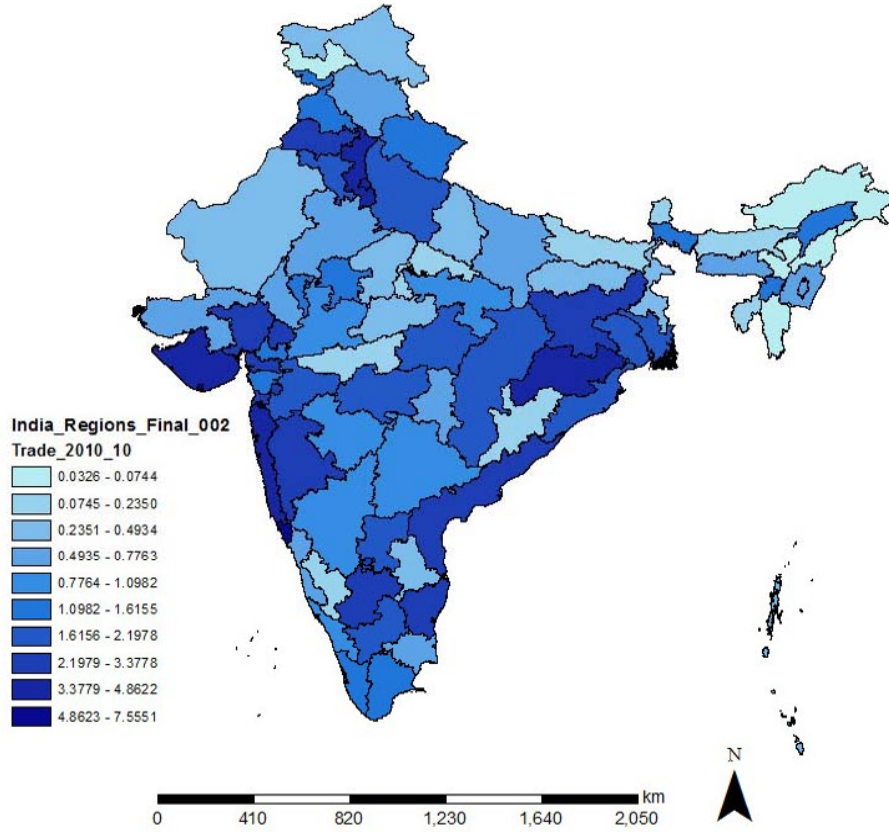 India_Regions_Final_002
Trade_2010_10
0.0326 - 0.0744
0.0745 - 0.2350
0.2351 - 0.4934
0.4935 - 0.7763
0.7764 - 1.0982
1.0982 - 1.6155
1.6156 - 2.1978
2.1979 - 3.3778
3.3779 - 4.8622
4.8623 - 7.5551
N
km
0 410 820 1,230 1,640 2,050